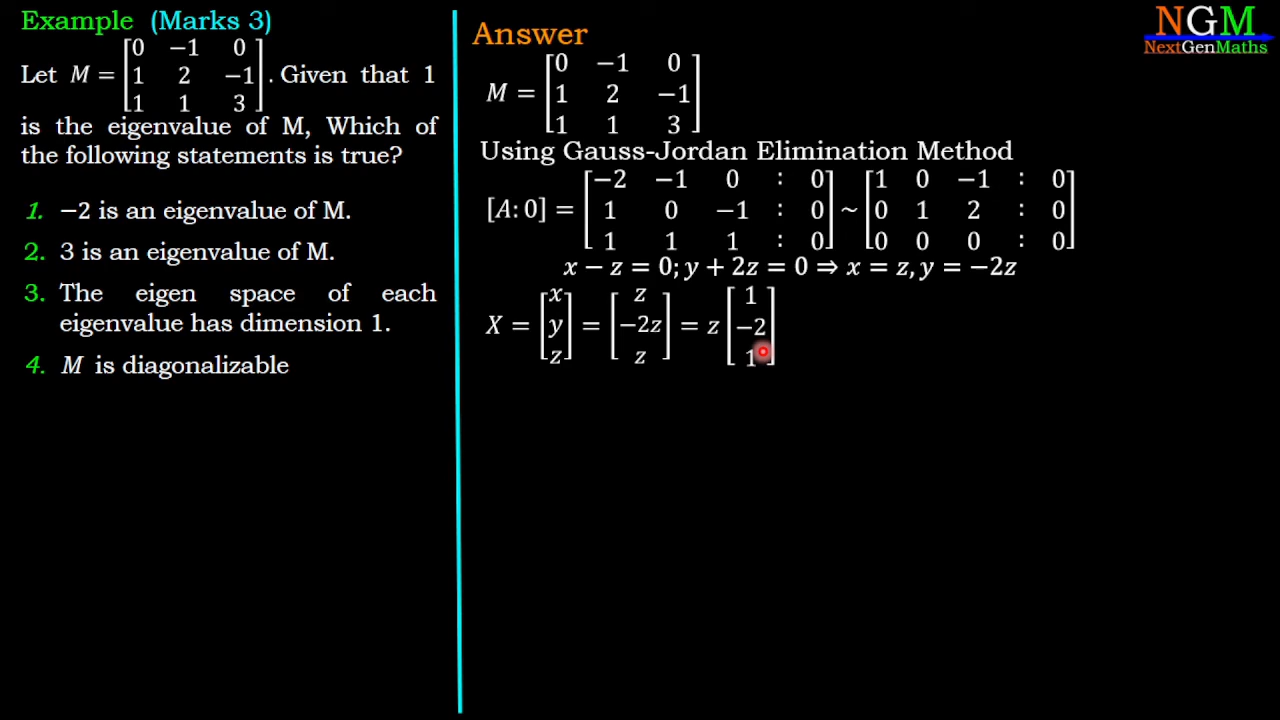 Example (Marks 3)
Let M = [0 −1 0; 1 2 −1; 1 1 3]. Given that 1
is the eigenvalue of M, Which of
the following statements is true?
1. −2 is an eigenvalue of M.
2. 3 is an eigenvalue of M.
3. The eigen space of each
eigenvalue has dimension 1.
4. M is diagonalizable
Answer
M = [0 −1 0; 1 2 −1; 1 1 3]
Using Gauss-Jordan Elimination Method
[A:0] = [−2 −1 0 : 0; 1 0 −1 : 0; 1 1 1 : 0] ~ [1 0 −1 : 0; 0 1 2 : 0; 0 0 0 : 0]
x − z = 0; y + 2z = 0 ⇒ x = z, y = −2z
X = [x; y; z] = [z; −2z; z] = z [1; −2; 1]
NGM
NextGenMaths